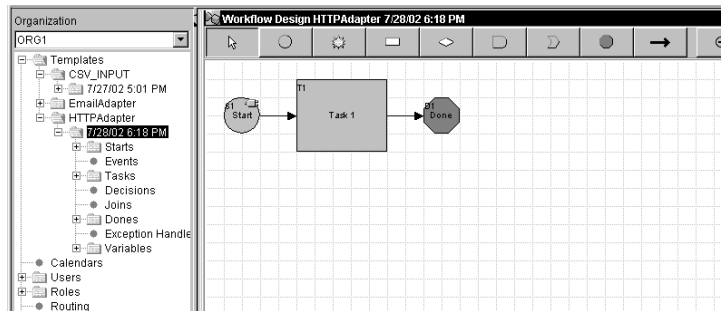 Organization
ORG1
Templates
CSV_INPUT
7/27/02 5:01 PM
EmailAdapter
HTTPAdapter
7/28/02 6:18 PM
Starts
Events
Tasks
Decisions
Joins
Dones
Exception Handle
Variables
Calendars
Users
Roles
Routing
Workflow Design HTTPAdapter 7/28/02 6:18 PM
S1
Start
T1
Task 1
D1
Done